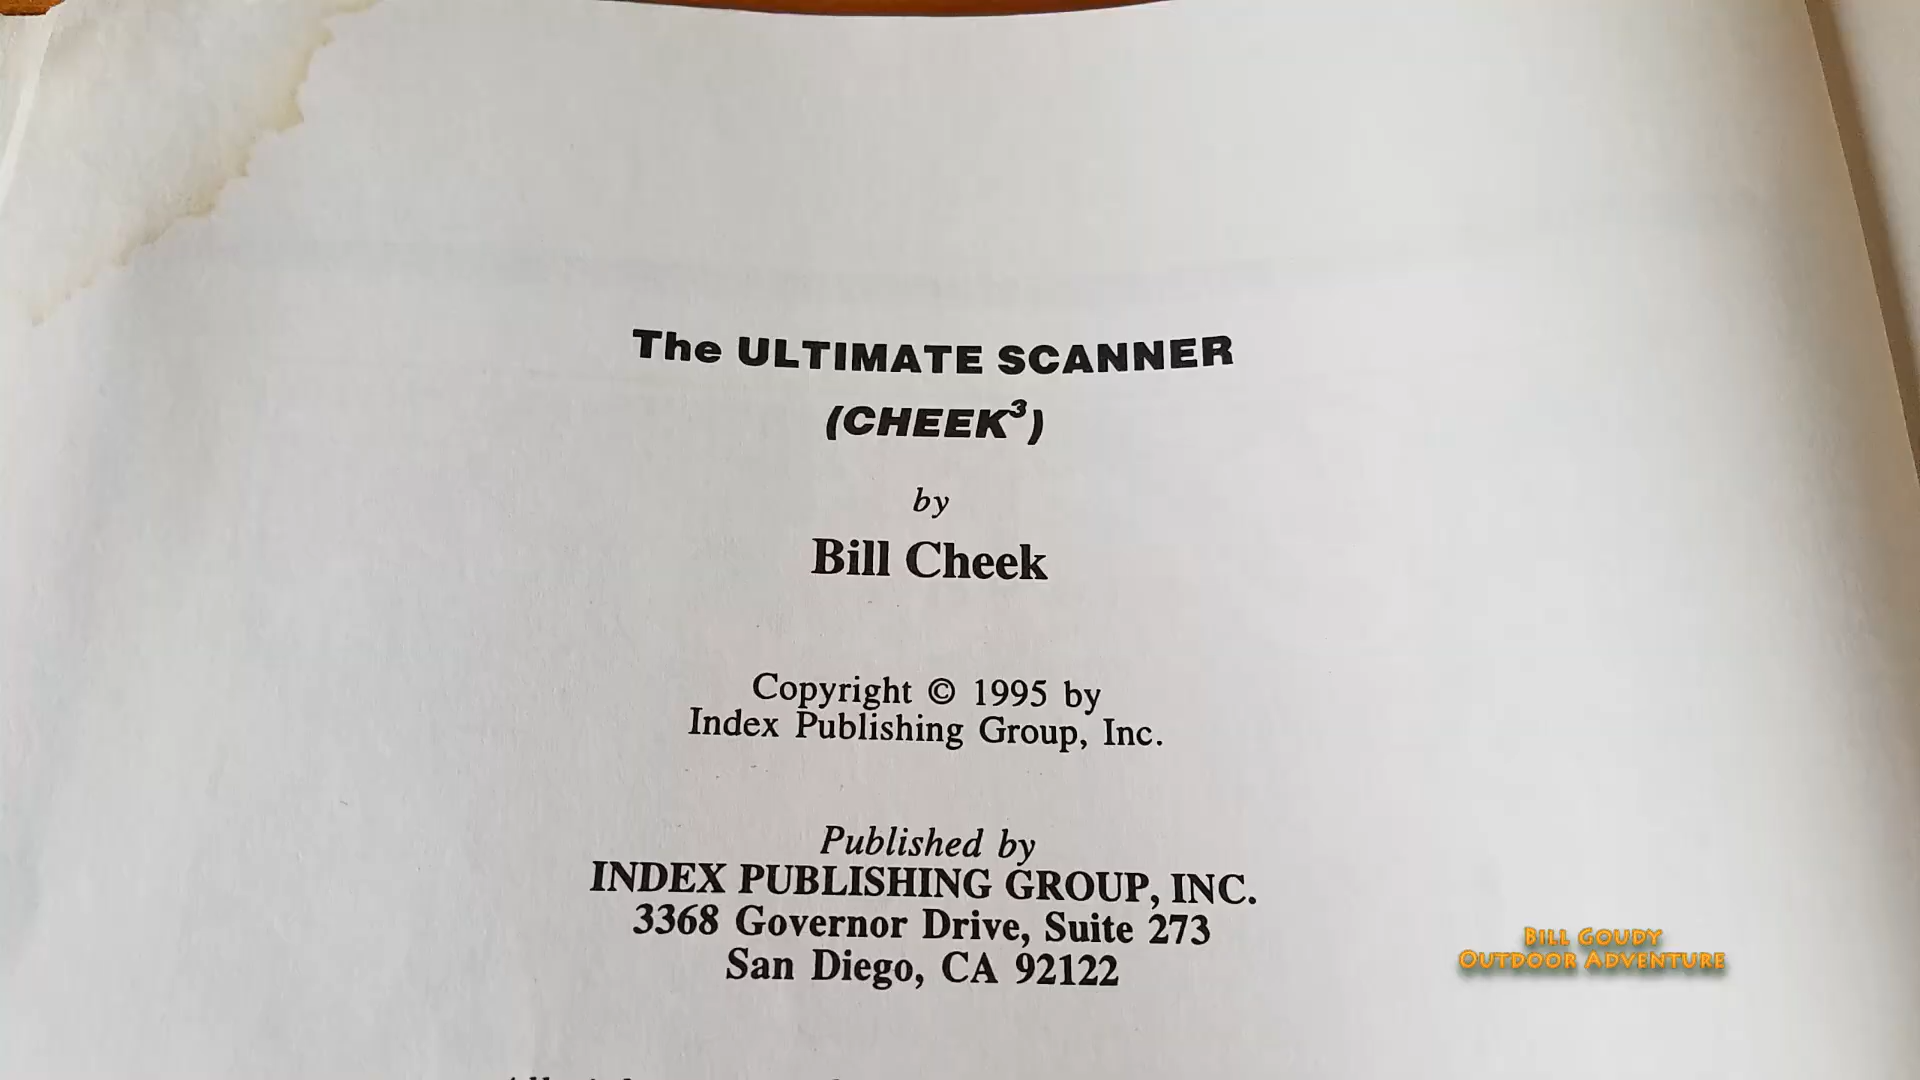 The ULTIMATE SCANNER
(CHEEK³)
by
Bill Cheek
Copyright © 1995 by
Index Publishing Group, Inc.
Published by
INDEX PUBLISHING GROUP, INC.
3368 Governor Drive, Suite 273
San Diego, CA 92122
BILL GOUDY
OUTDOOR ADVENTURE